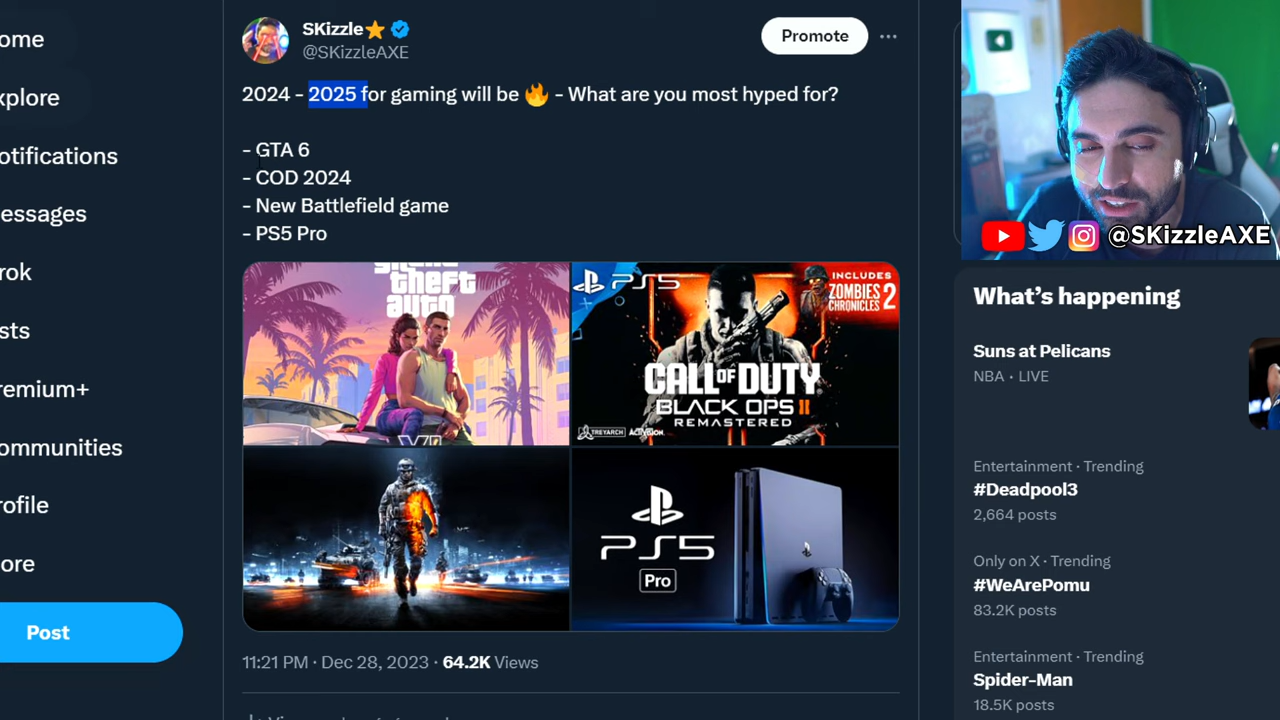 ome
xplore
otifications
essages
rok
sts
remium+
ommunities
rofile
ore
Post
SKizzle⭐
@SKizzleAXE
Promote
2024 - 2025 for gaming will be 🔥 - What are you most hyped for?
- GTA 6
- COD 2024
- New Battlefield game
- PS5 Pro
theft
auto
VI
PS5
INCLUDES
ZOMBIES
CHRONICLES 2
CALL OF DUTY
BLACK OPS II
REMASTERED
TREYARCH ACTIVISION
PS5
Pro
11:21 PM · Dec 28, 2023 · 64.2K Views
@SKizzleAXE
What's happening
Suns at Pelicans
NBA · LIVE
Entertainment · Trending
#Deadpool3
2,664 posts
Only on X · Trending
#WeArePomu
83.2K posts
Entertainment · Trending
Spider-Man
18.5K posts